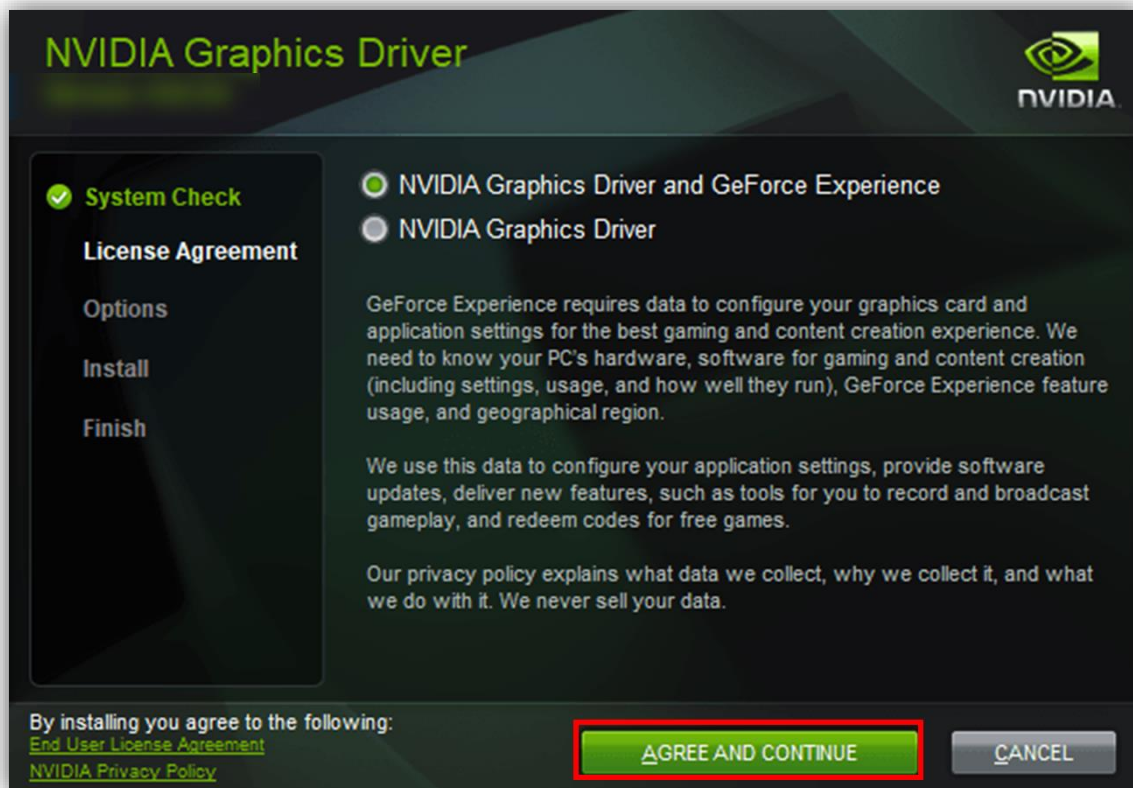 NVIDIA Graphics Driver
NVIDIA
System Check
License Agreement
Options
Install
Finish
NVIDIA Graphics Driver and GeForce Experience
NVIDIA Graphics Driver
GeForce Experience requires data to configure your graphics card and
application settings for the best gaming and content creation experience. We
need to know your PC's hardware, software for gaming and content creation
(including settings, usage, and how well they run), GeForce Experience feature
usage, and geographical region.
We use this data to configure your application settings, provide software
updates, deliver new features, such as tools for you to record and broadcast
gameplay, and redeem codes for free games.
Our privacy policy explains what data we collect, why we collect it, and what
we do with it. We never sell your data.
By installing you agree to the following:
End User License Agreement
NVIDIA Privacy Policy
AGREE AND CONTINUE
CANCEL